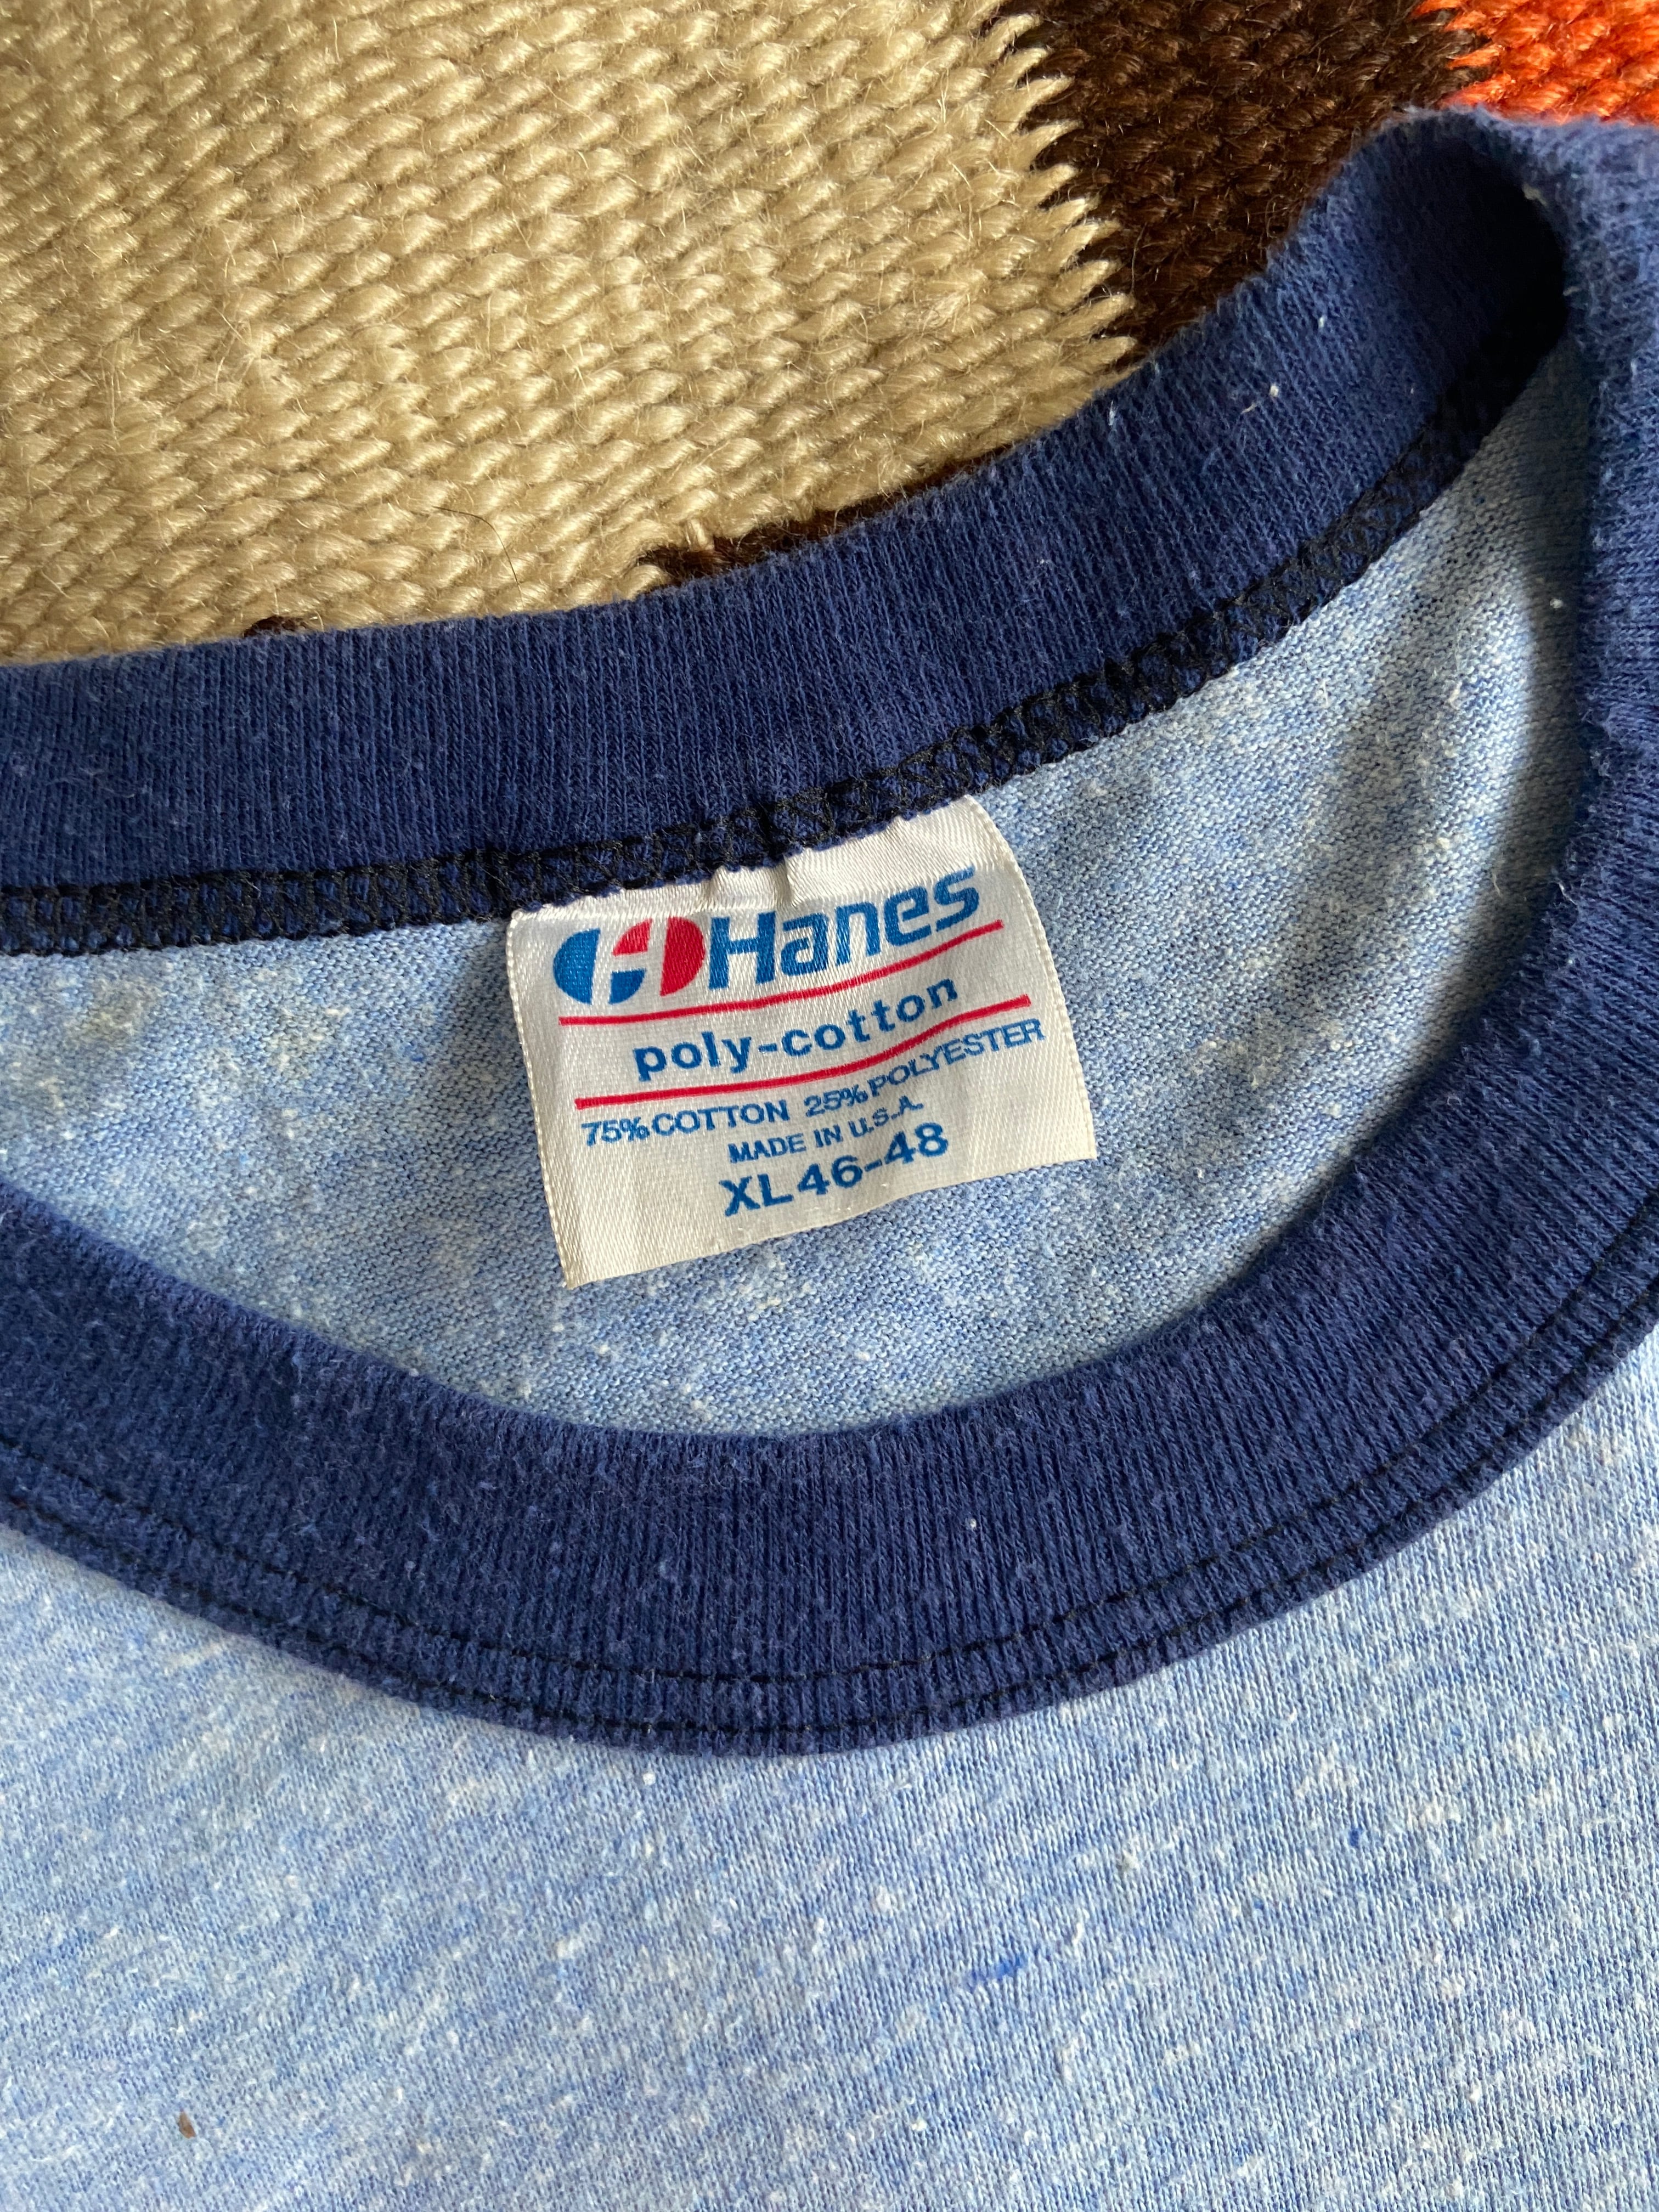 H Hanes
poly-cotton
75% COTTON 25% POLYESTER
MADE IN U.S.A.
XL 46-48